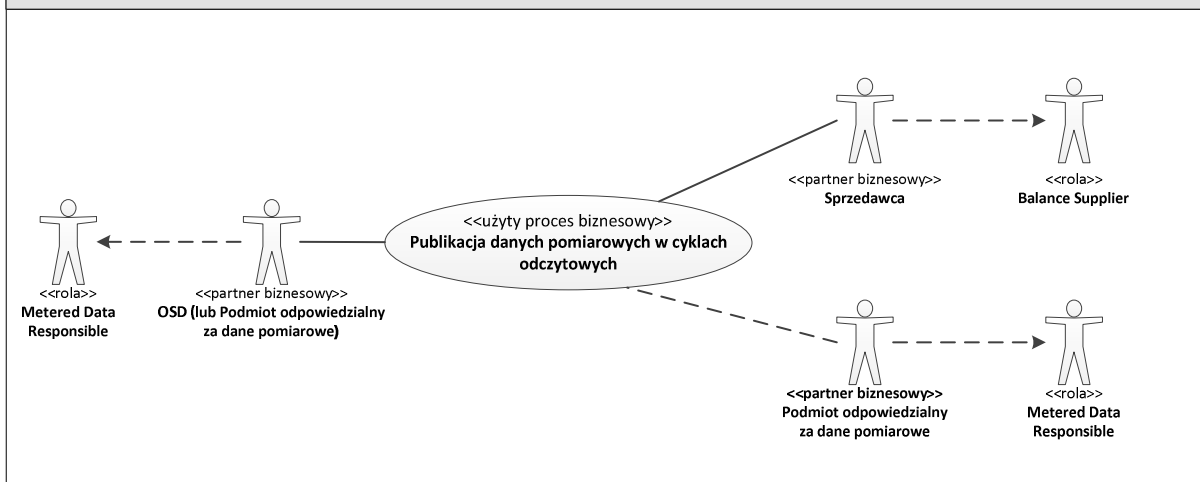 <<partner biznesowy>>
Sprzedawca
<<rola>>
Balance Supplier
<<użyty proces biznesowy>>
Publikacja danych pomiarowych w cyklach
odczytowych
<<rola>>
Metered Data
Responsible
<<partner biznesowy>>
OSD (lub Podmiot odpowiedzialny
za dane pomiarowe)
<<partner biznesowy>>
Podmiot odpowiedzialny
za dane pomiarowe
<<rola>>
Metered Data
Responsible